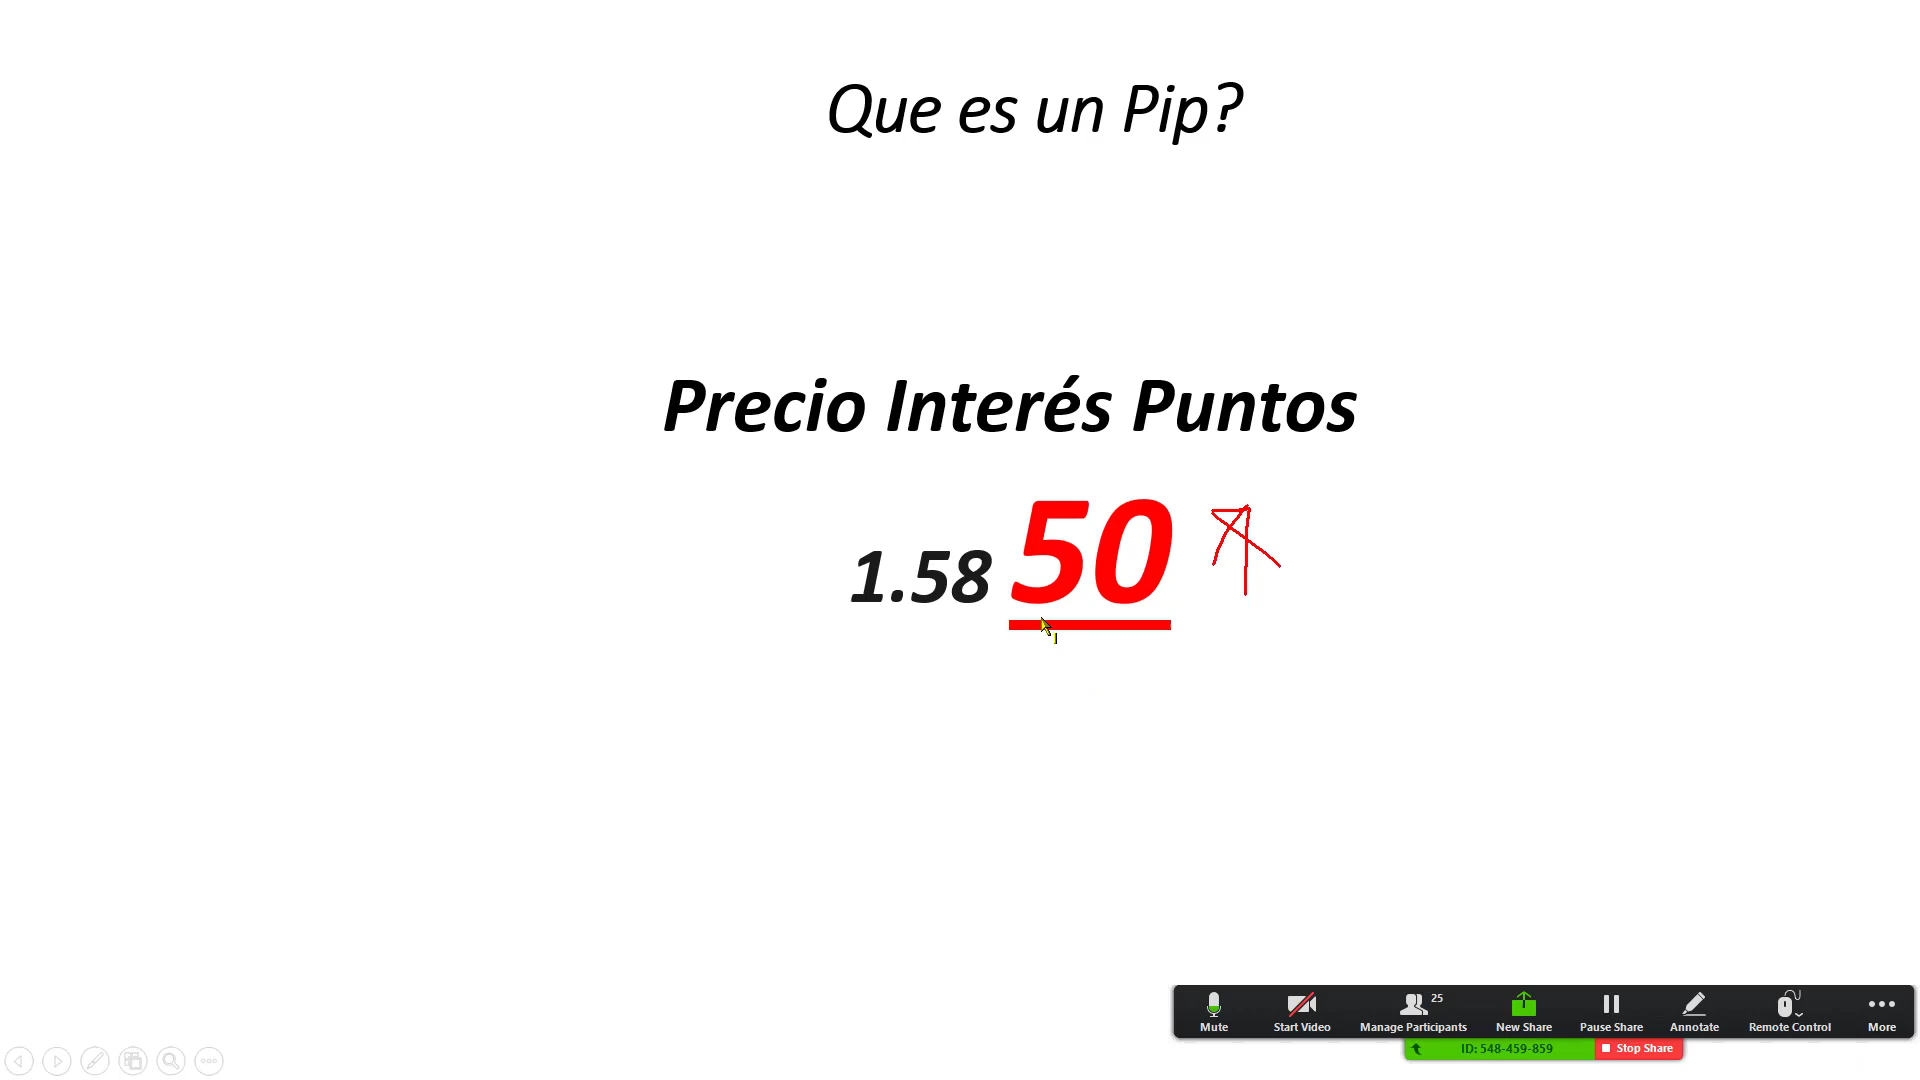 Que es un Pip?
Precio Interés Puntos
1.58 50
25
Mute Start Video Manage Participants New Share Pause Share Annotate Remote Control More
ID: 548-459-859 Stop Share